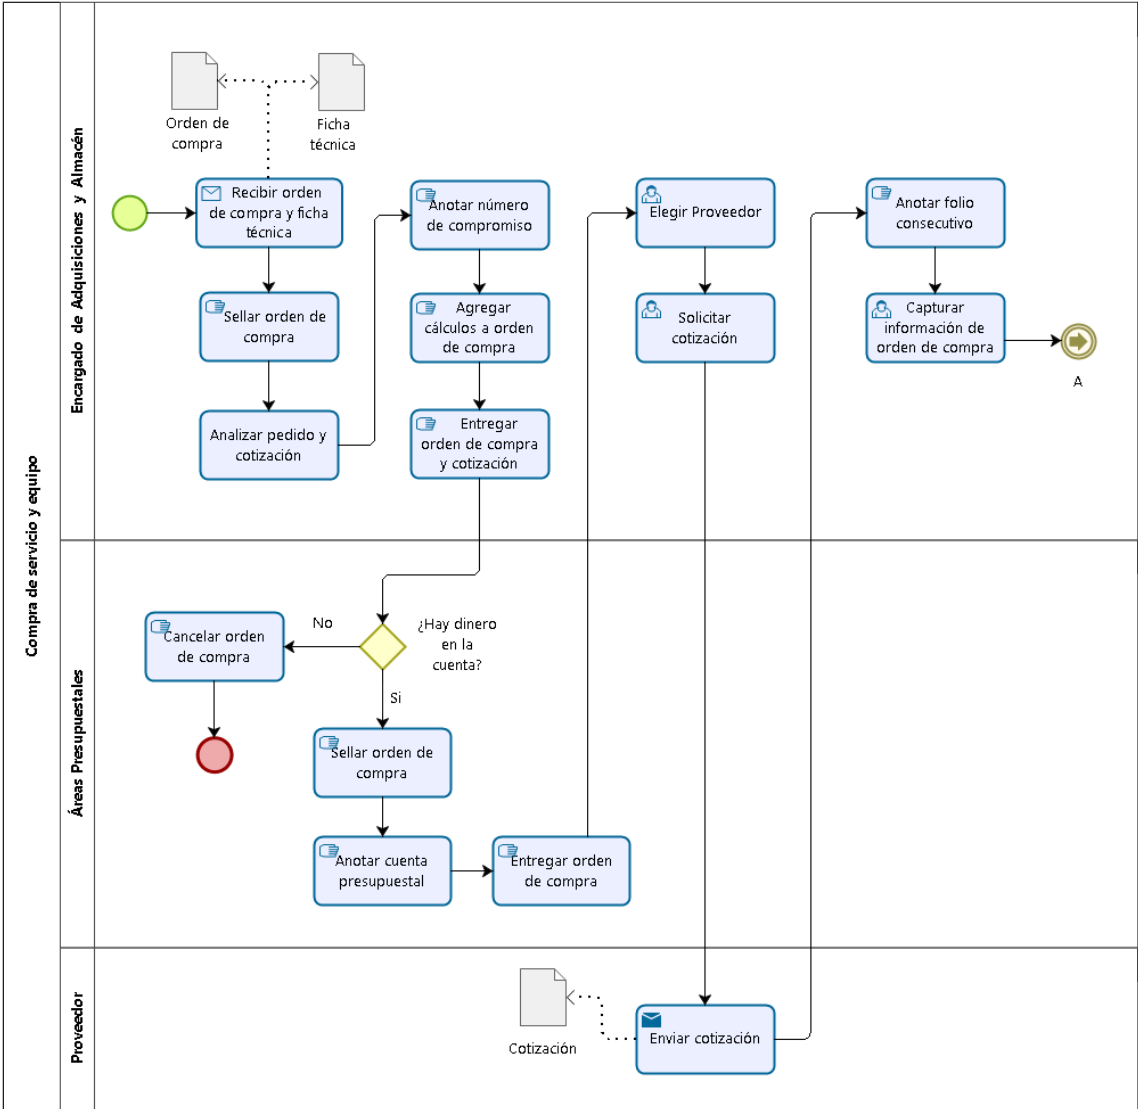 Compra de servicio y equipo
Encargado de Adquisiciones y Almacén
Orden de
compra
Ficha
técnica
Recibir orden
de compra y ficha
técnica
Sellar orden de
compra
Analizar pedido y
cotización
Anotar número
de compromiso
Agregar
cálculos a orden
de compra
Entregar
orden de compra
y cotización
Elegir Proveedor
Solicitar
cotización
Anotar folio
consecutivo
Capturar
información de
orden de compra
A
Áreas Presupuestales
¿Hay dinero
en la
cuenta?
No
Cancelar orden
de compra
Si
Sellar orden de
compra
Anotar cuenta
presupuestal
Entregar orden
de compra
Proveedor
Cotización
Enviar cotización